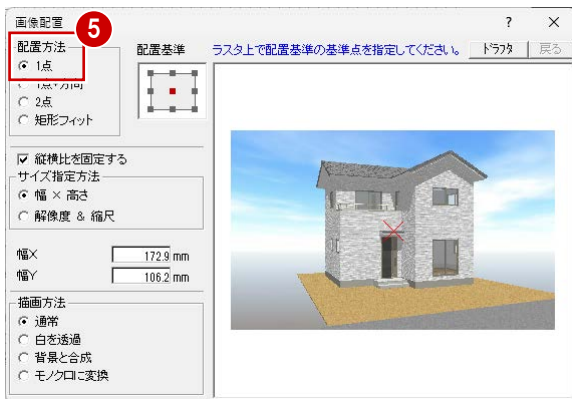 画像配置
? ×
5
配置方法
1点
1点+方向
2点
矩形フィット
配置基準
ラスタ上で配置基準の基準点を指定してください。
ドラフタ
戻る
縦横比を固定する
サイズ指定方法
幅 × 高さ
解像度 & 縮尺
幅X 172.9 mm
幅Y 106.2 mm
描画方法
通常
白を透過
背景と合成
モノクロに変換